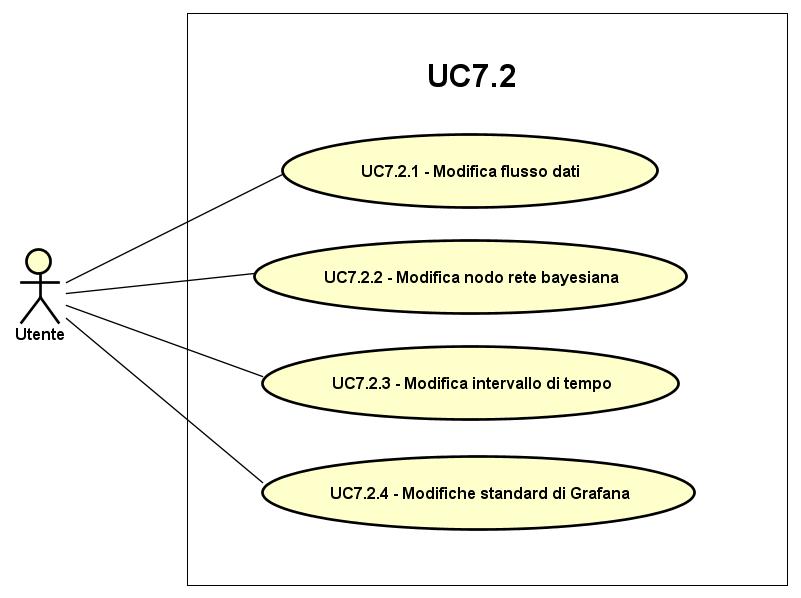 UC7.2
UC7.2.1 - Modifica flusso dati
UC7.2.2 - Modifica nodo rete bayesiana
Utente
UC7.2.3 - Modifica intervallo di tempo
UC7.2.4 - Modifiche standard di Grafana